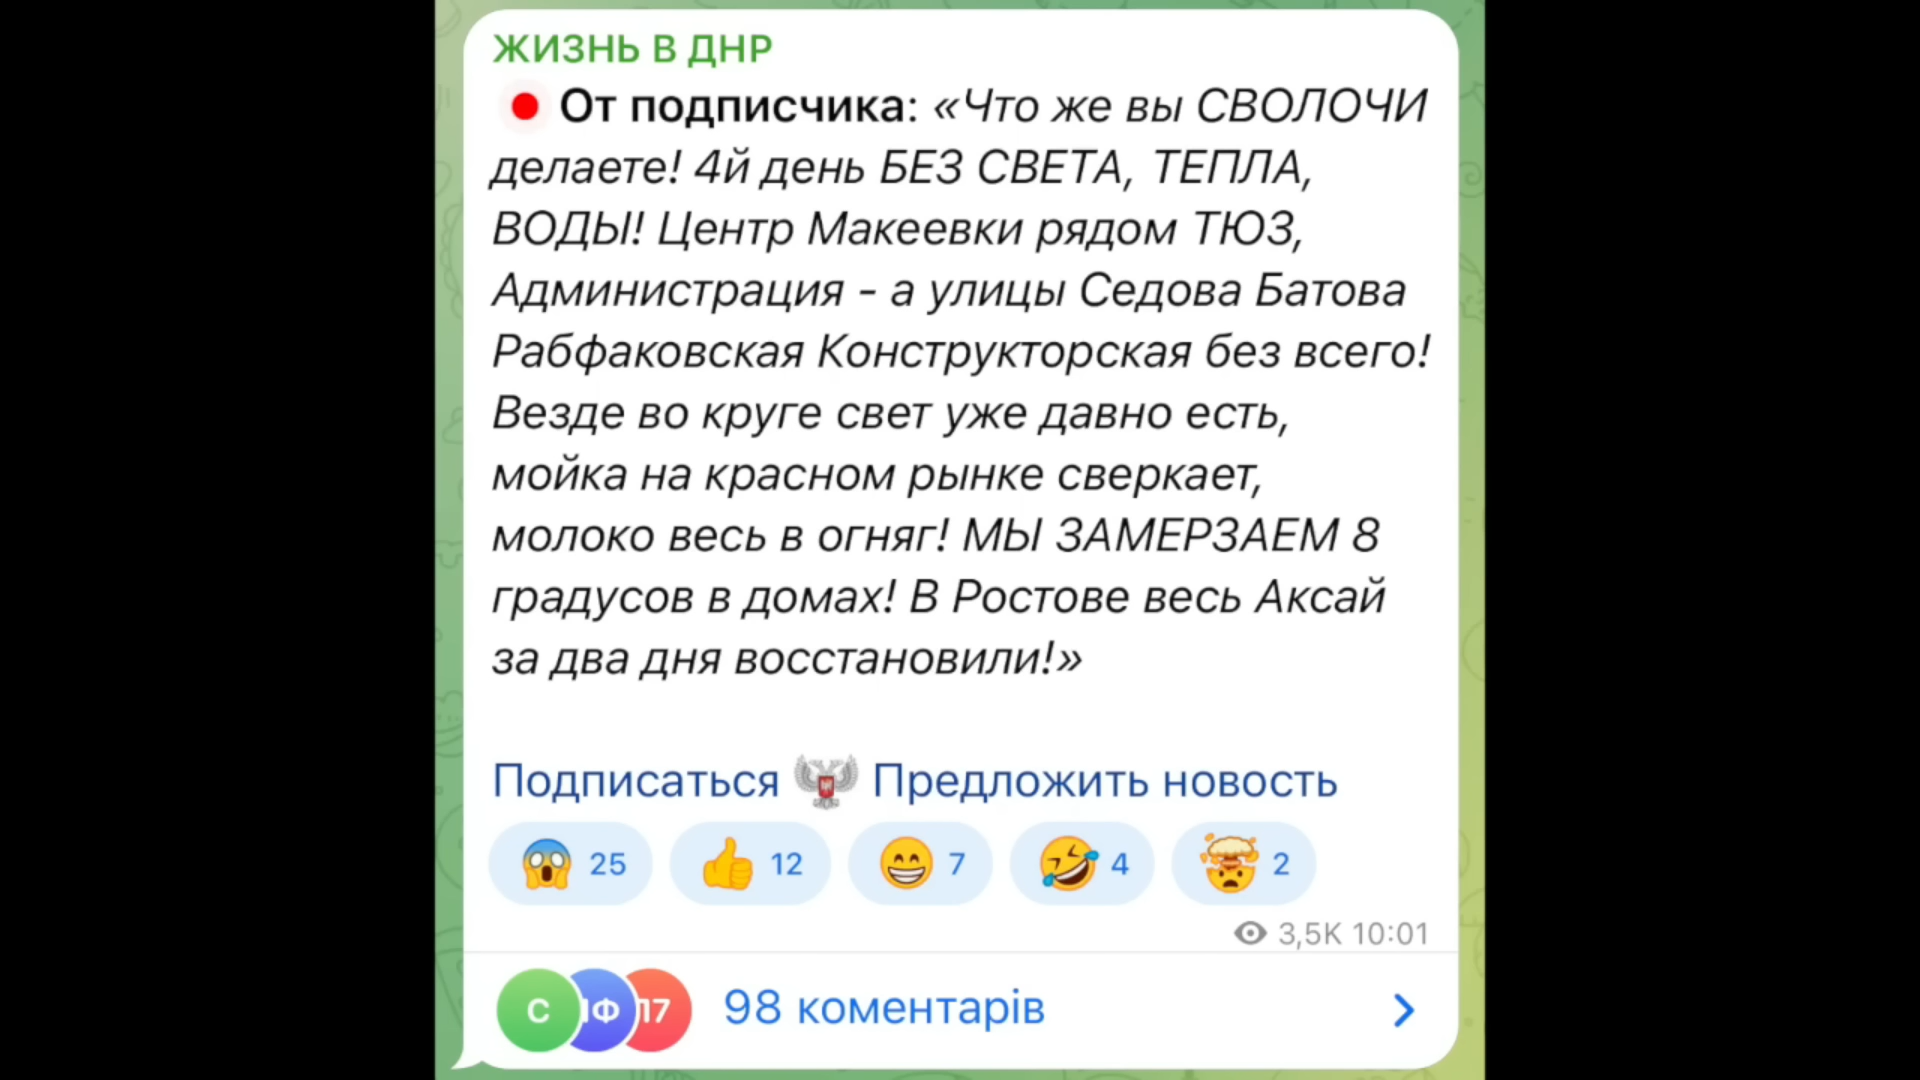 ЖИЗНЬ В ДНР
От подписчика: «Что же вы СВОЛОЧИ
делаете! 4й день БЕЗ СВЕТА, ТЕПЛА,
ВОДЫ! Центр Макеевки рядом ТЮЗ,
Администрация - а улицы Седова Батова
Рабфаковская Конструкторская без всего!
Везде во круге свет уже давно есть,
мойка на красном рынке сверкает,
молоко весь в огняг! МЫ ЗАМЕРЗАЕМ 8
градусов в домах! В Ростове весь Аксай
за два дня восстановили!»
Подписаться Предложить новость
25 12 7 4 2
3,5K 10:01
С Ф 17 98 коментарів